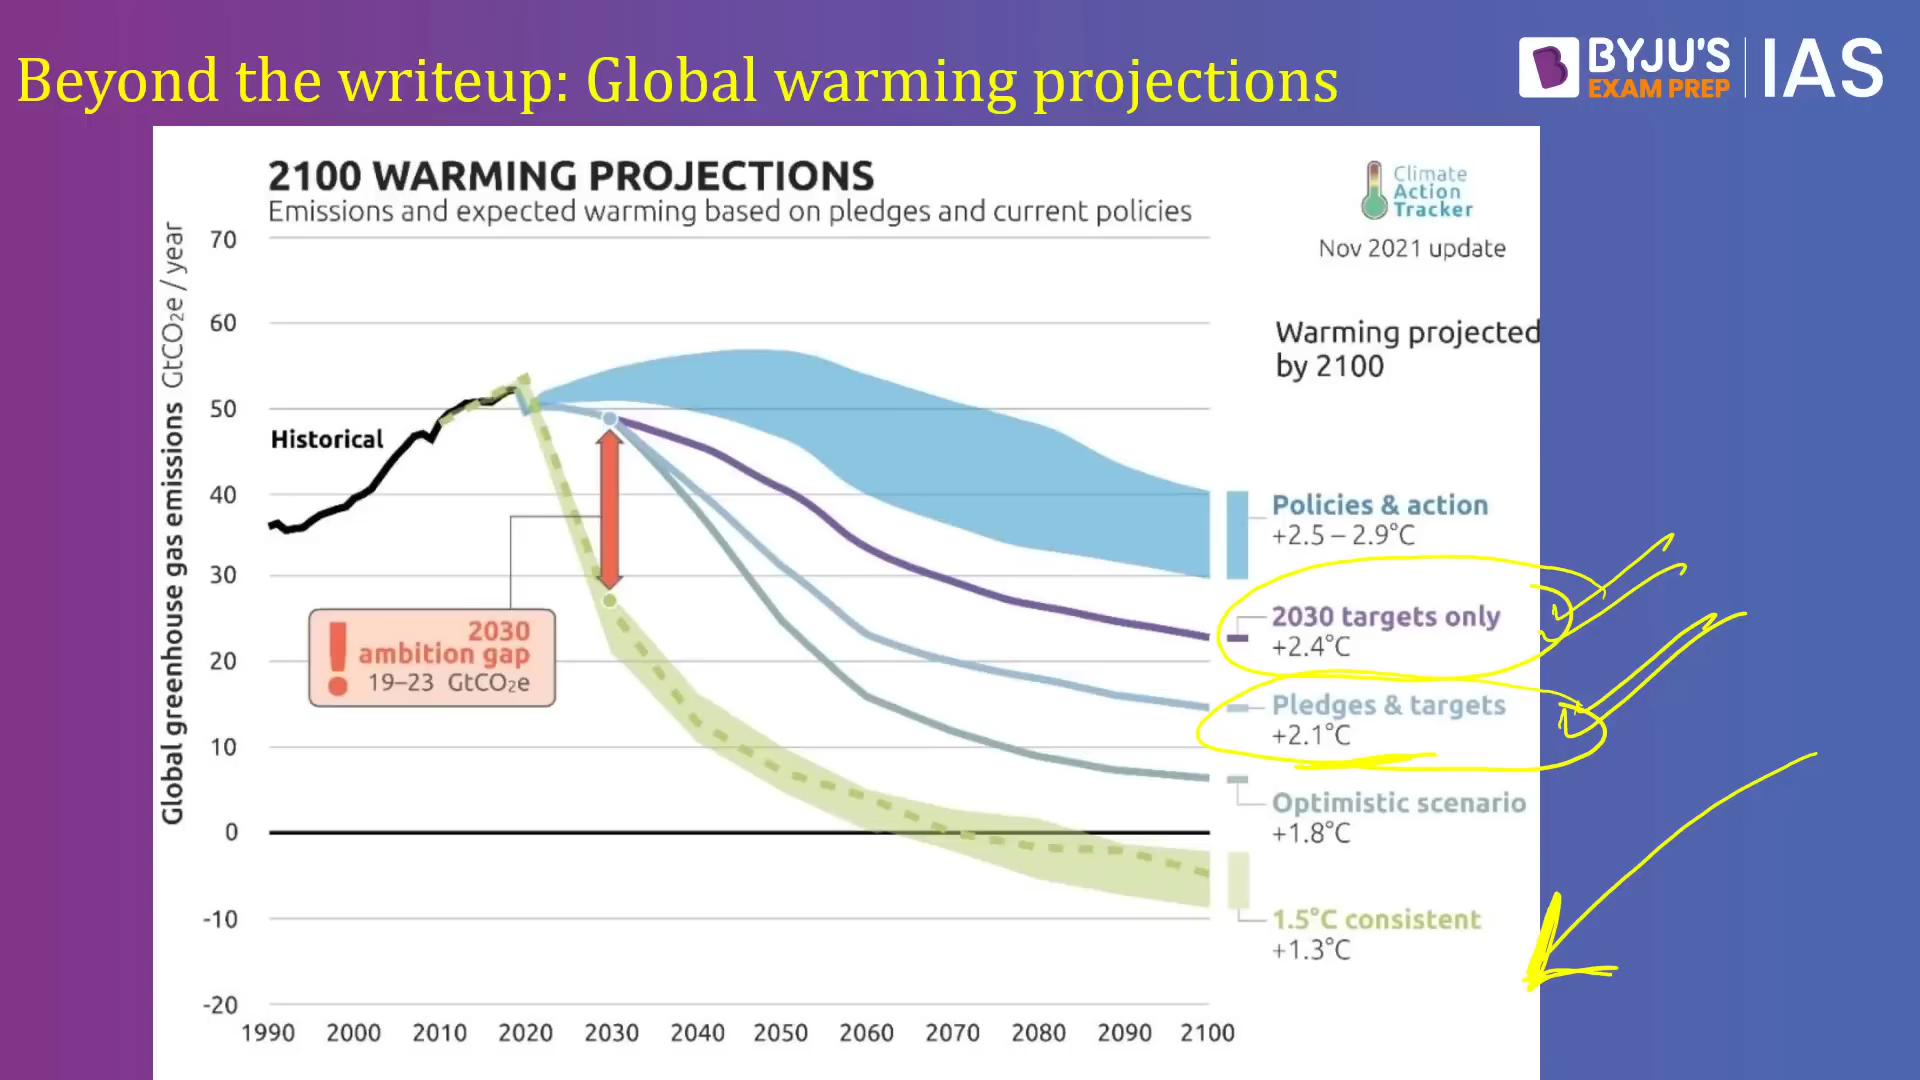 Beyond the writeup: Global warming projections
BYJU'S
EXAM PREP
IAS
2100 WARMING PROJECTIONS
Emissions and expected warming based on pledges and current policies
Climate
Action
Tracker
Nov 2021 update
Global greenhouse gas emissions GtCO₂e / year
70
60
50
40
30
20
10
0
-10
-20
Historical
2030
ambition gap
19–23 GtCO₂e
Warming projected
by 2100
Policies & action
+2.5 – 2.9°C
2030 targets only
+2.4°C
Pledges & targets
+2.1°C
Optimistic scenario
+1.8°C
1.5°C consistent
+1.3°C
1990 2000 2010 2020 2030 2040 2050 2060 2070 2080 2090 2100